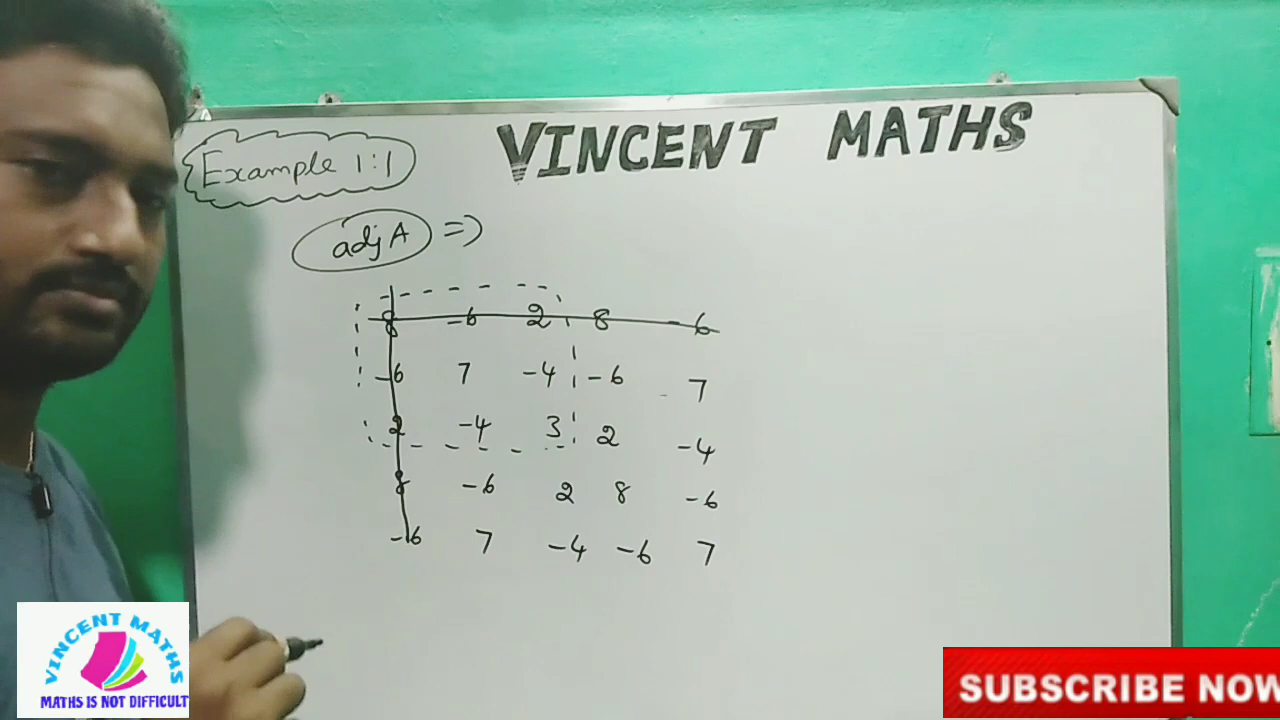 VINCENT MATHS
Example 1:1
adj A =>
8 -6 2 8 -6
-6 7 -4 -6 7
2 -4 3 2 -4
8 -6 2 8 -6
-6 7 -4 -6 7
VINCENT MATHS
MATHS IS NOT DIFFICULT
SUBSCRIBE NOW